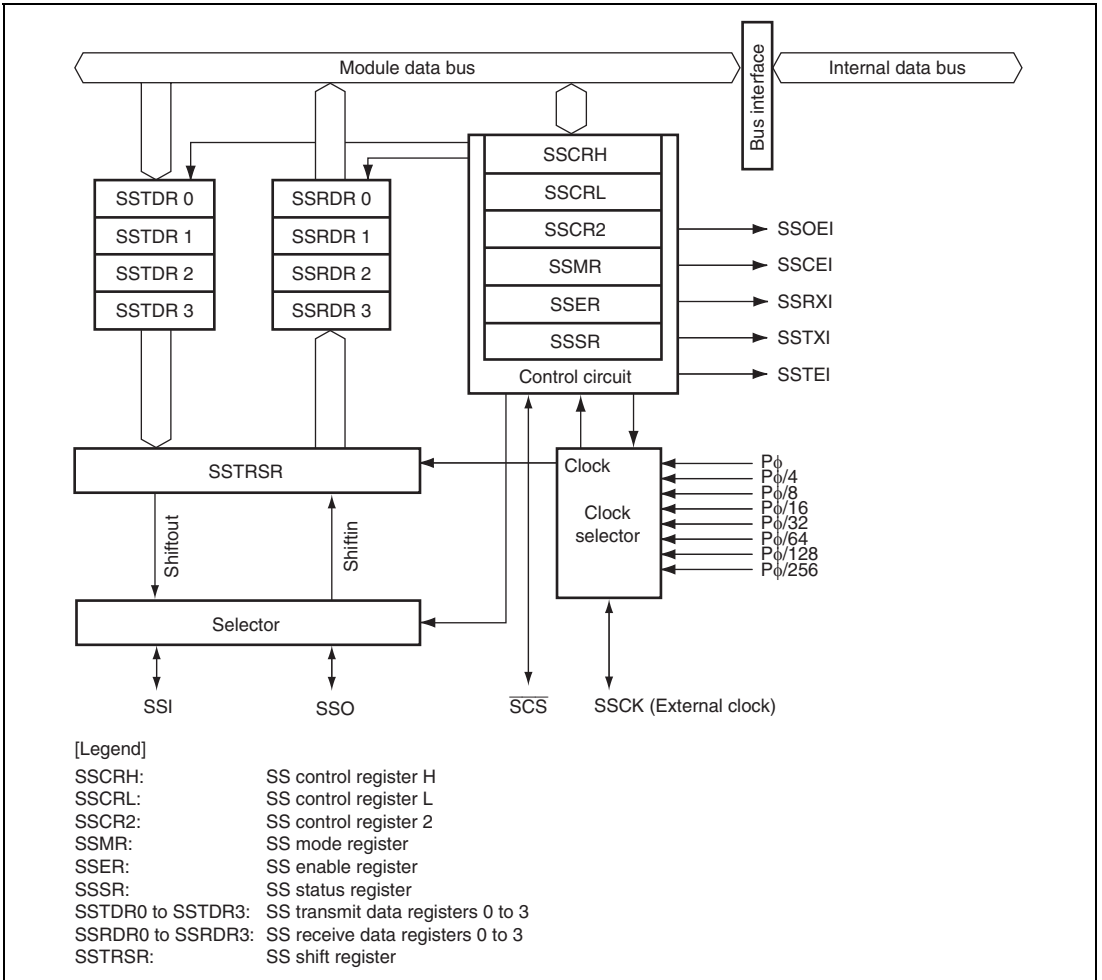 Module data bus
Bus interface
Internal data bus
SSTDR 0
SSTDR 1
SSTDR 2
SSTDR 3
SSRDR 0
SSRDR 1
SSRDR 2
SSRDR 3
SSCRH
SSCRL
SSCR2
SSMR
SSER
SSSR
Control circuit
SSOEI
SSCEI
SSRXI
SSTXI
SSTEI
SSTRSR
Clock
Clock
selector
Pϕ
Pϕ/4
Pϕ/8
Pϕ/16
Pϕ/32
Pϕ/64
Pϕ/128
Pϕ/256
Shiftout
Shiftin
Selector
SSI
SSO
SCS
SSCK (External clock)
[Legend]
SSCRH: SS control register H
SSCRL: SS control register L
SSCR2: SS control register 2
SSMR: SS mode register
SSER: SS enable register
SSSR: SS status register
SSTDR0 to SSTDR3: SS transmit data registers 0 to 3
SSRDR0 to SSRDR3: SS receive data registers 0 to 3
SSTRSR: SS shift register